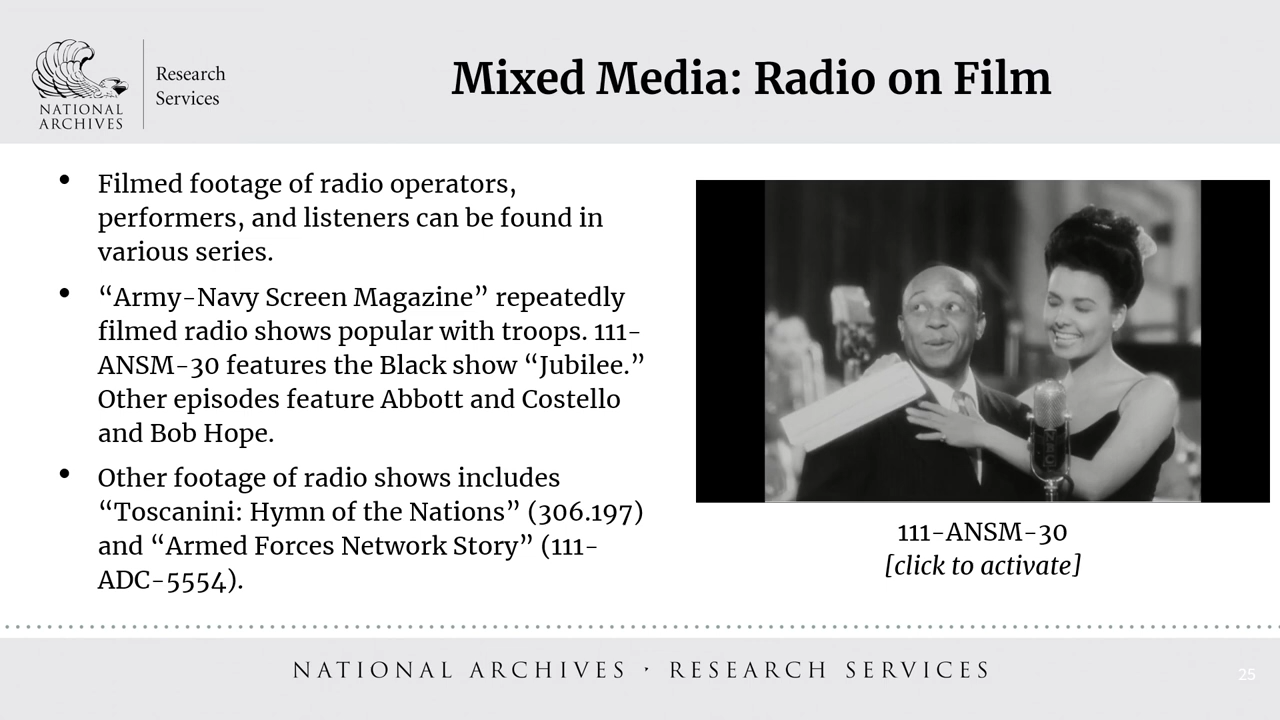 NATIONAL
ARCHIVES
Research
Services
Mixed Media: Radio on Film
• Filmed footage of radio operators,
performers, and listeners can be found in
various series.
• “Army-Navy Screen Magazine” repeatedly
filmed radio shows popular with troops. 111-
ANSM-30 features the Black show “Jubilee.”
Other episodes feature Abbott and Costello
and Bob Hope.
• Other footage of radio shows includes
“Toscanini: Hymn of the Nations” (306.197)
and “Armed Forces Network Story” (111-
ADC-5554).
111-ANSM-30
[click to activate]
NATIONAL ARCHIVES · RESEARCH SERVICES
25